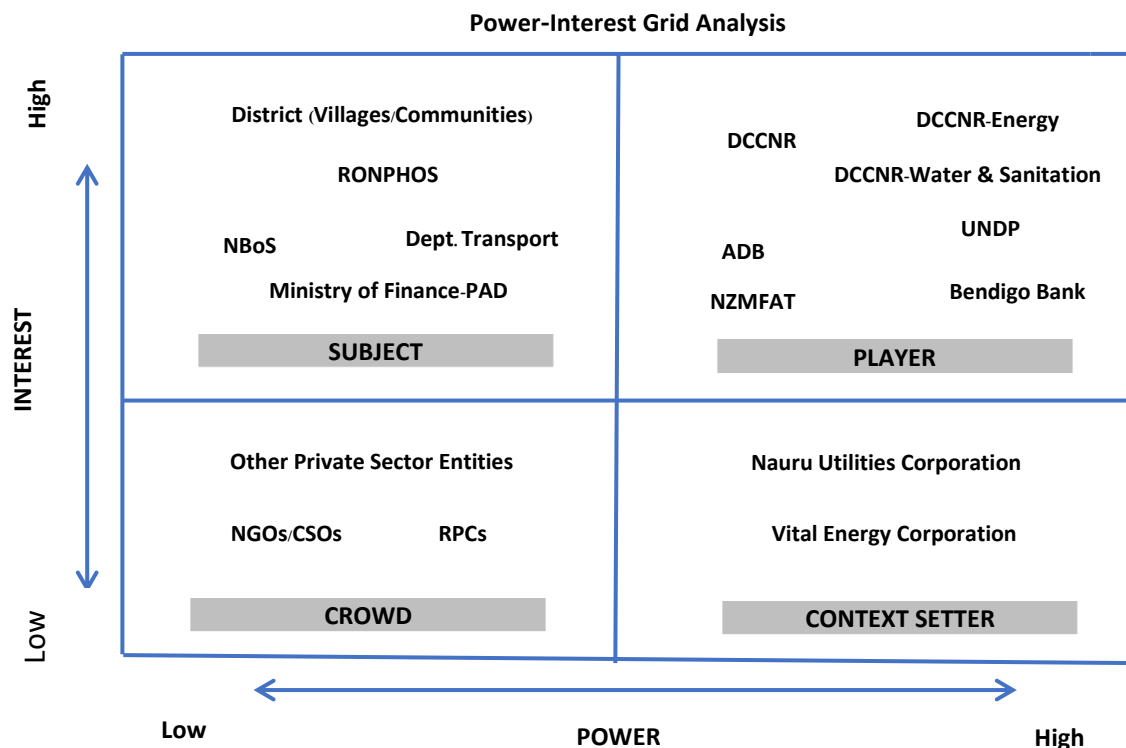 Power-Interest Grid Analysis
High
District (Villages/Communities)
RONPHOS
NBoS
Dept. Transport
Ministry of Finance-PAD
SUBJECT
DCCNR
DCCNR-Energy
DCCNR-Water & Sanitation
UNDP
ADB
NZMFAT
Bendigo Bank
PLAYER
INTEREST
Other Private Sector Entities
NGOs/CSOs
RPCs
CROWD
Nauru Utilities Corporation
Vital Energy Corporation
CONTEXT SETTER
Low
Low
POWER
High